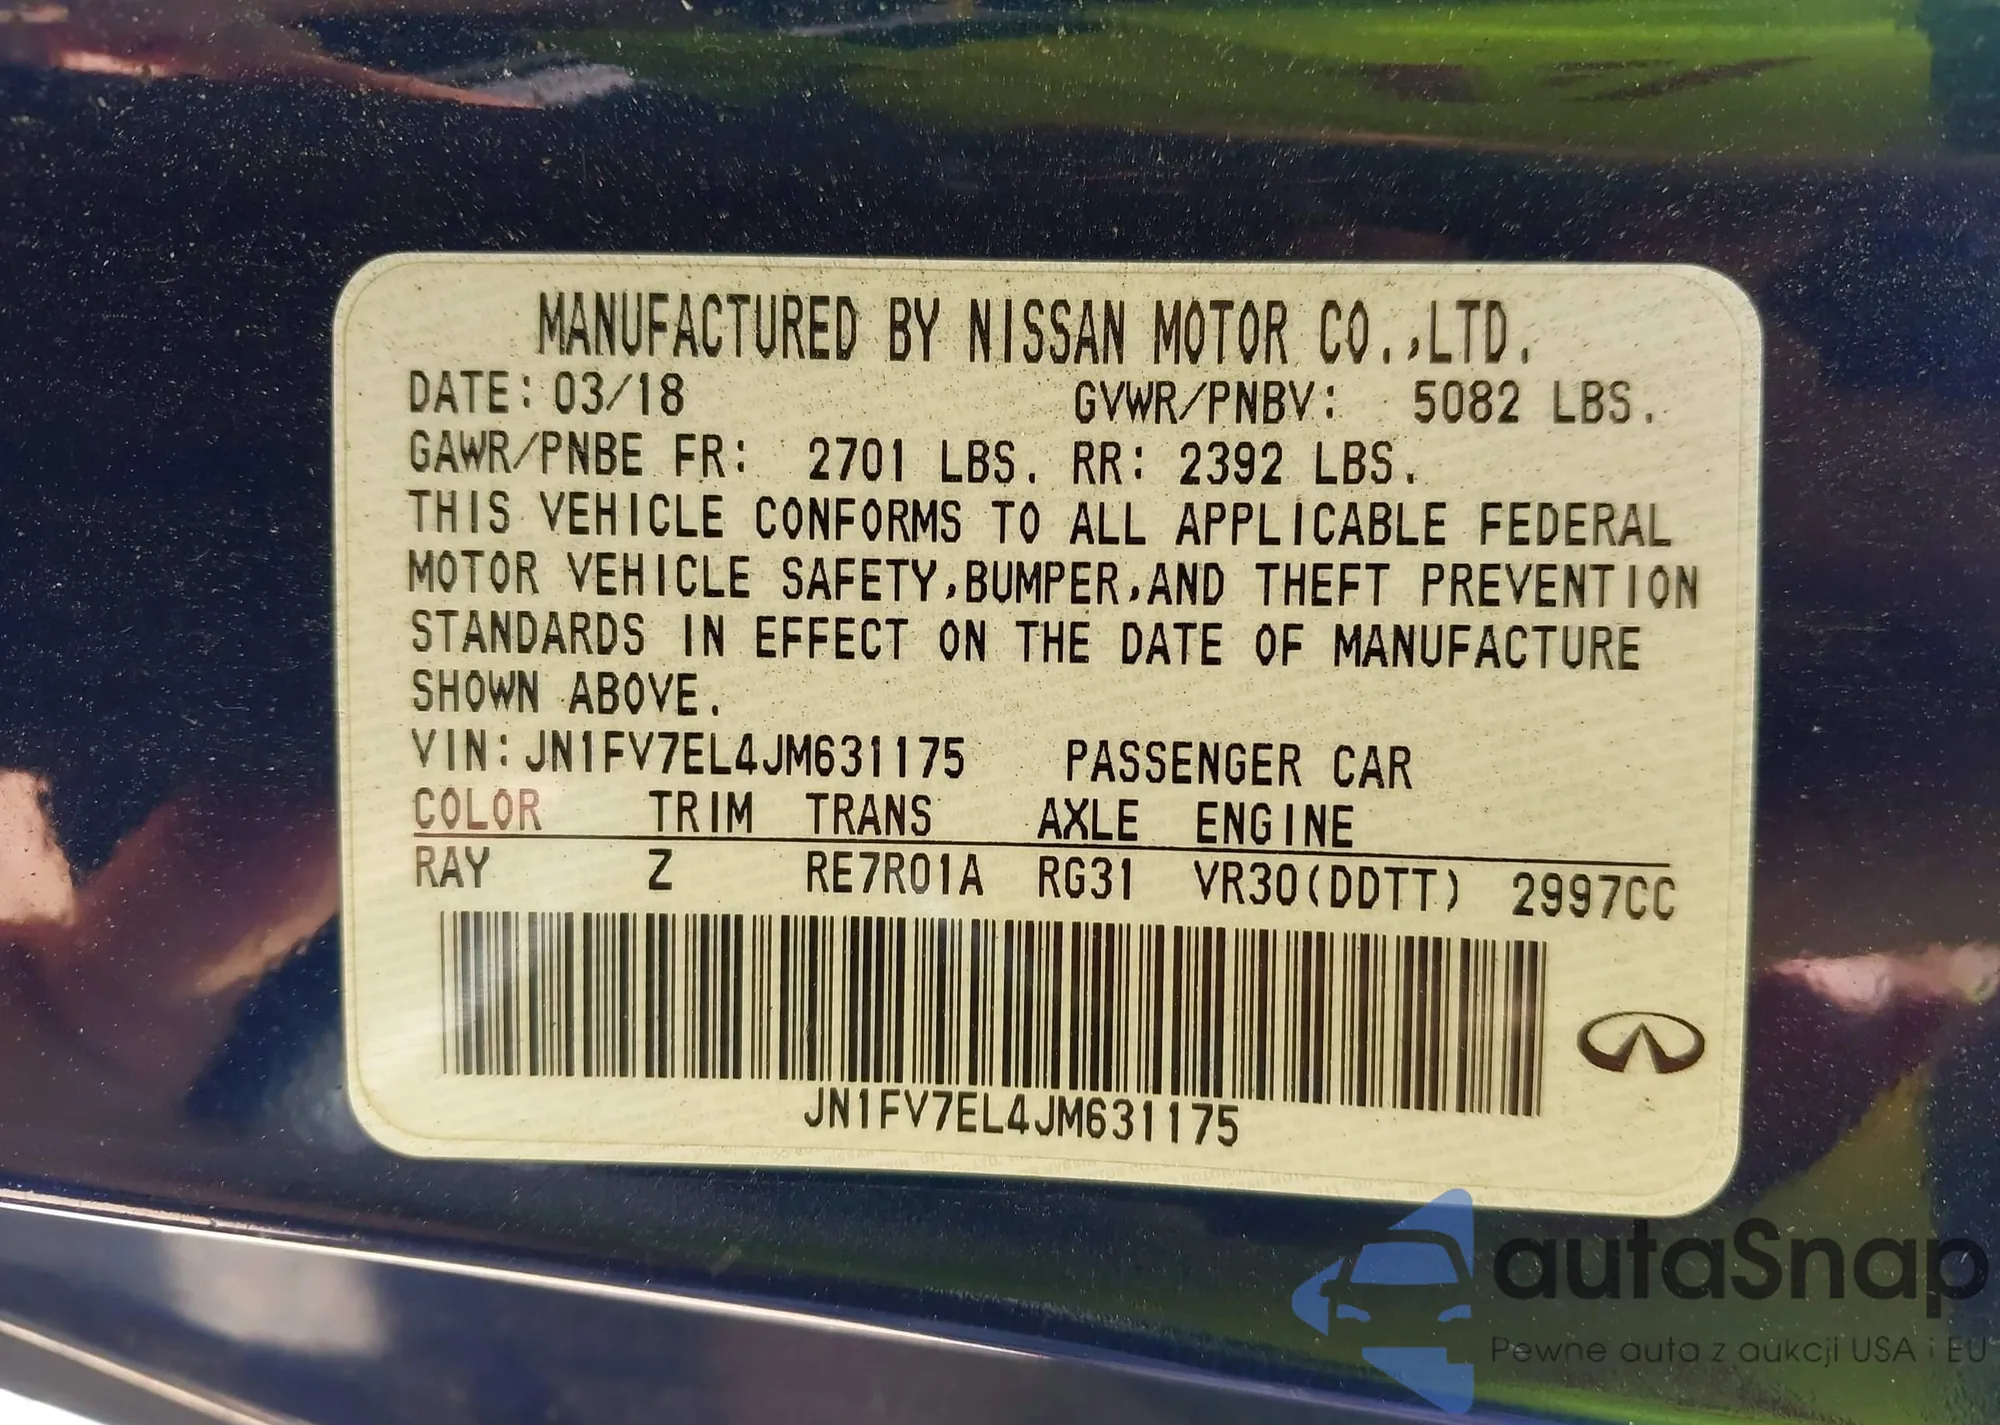 MANUFACTURED BY NISSAN MOTOR CO.,LTD.
DATE: 03/18 GVWR/PNBV: 5082 LBS.
GAWR/PNBE FR: 2701 LBS. RR: 2392 LBS.
THIS VEHICLE CONFORMS TO ALL APPLICABLE FEDERAL
MOTOR VEHICLE SAFETY,BUMPER,AND THEFT PREVENTION
STANDARDS IN EFFECT ON THE DATE OF MANUFACTURE
SHOWN ABOVE.
VIN: JN1FV7EL4JM631175 PASSENGER CAR
COLOR TRIM TRANS AXLE ENGINE
RAY Z RE7R01A RG31 VR30(DDTT) 2997CC
JN1FV7EL4JM631175
autaSnap
Pewne auta z aukcji USA i EU